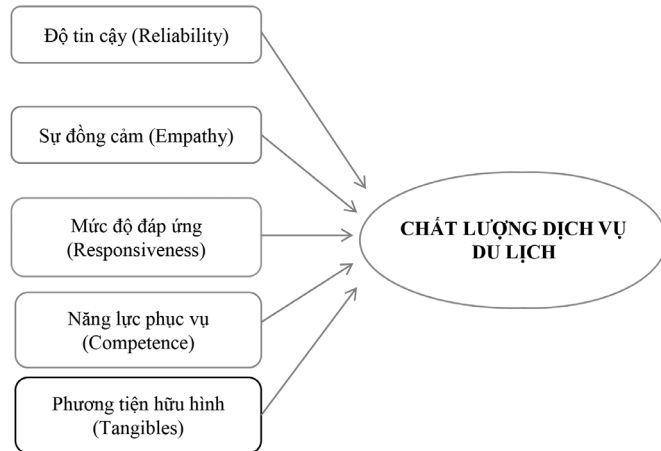 Độ tin cậy (Reliability)
Sự đồng cảm (Empathy)
Mức độ đáp ứng
(Responsiveness)
Năng lực phục vụ
(Competence)
Phương tiện hữu hình
(Tangibles)
CHẤT LƯỢNG DỊCH VỤ
DU LỊCH